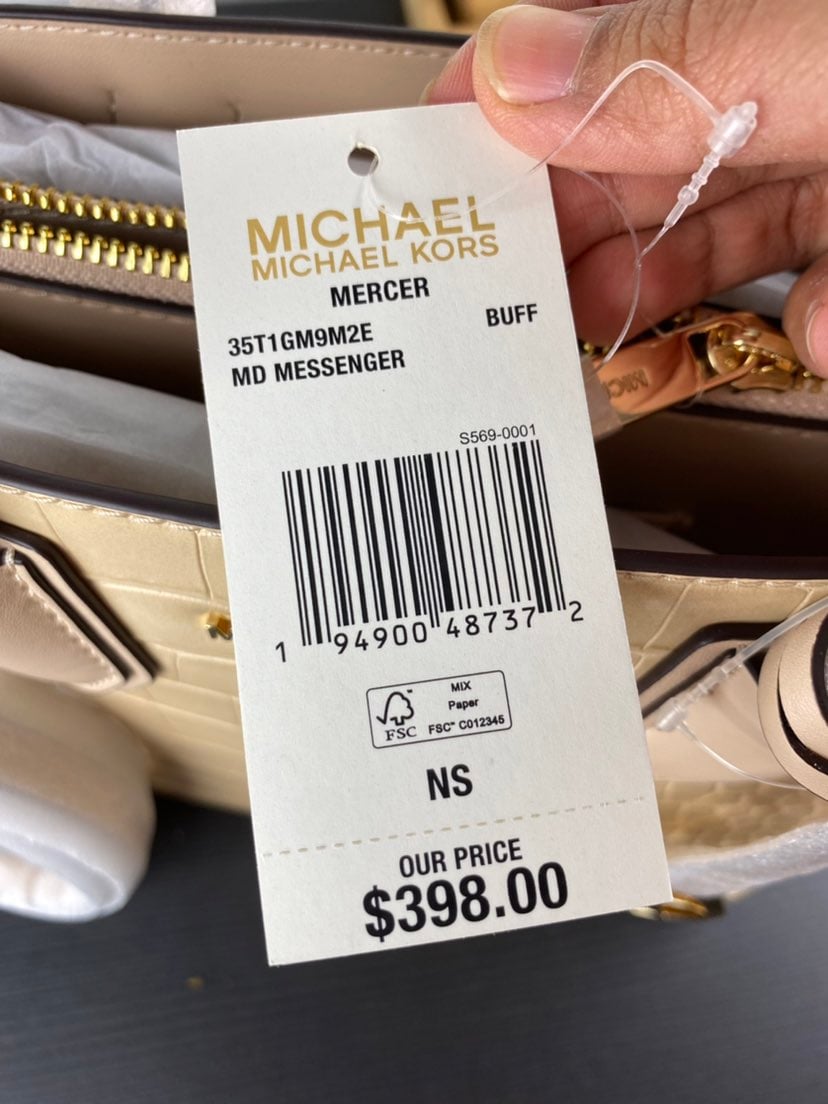 MICHAEL
MICHAEL KORS
MERCER
35T1GM9M2E BUFF
MD MESSENGER
S569-0001
1 94900 48737 2
FSC
MIX
Paper
FSC™ C012345
NS
OUR PRICE
$398.00